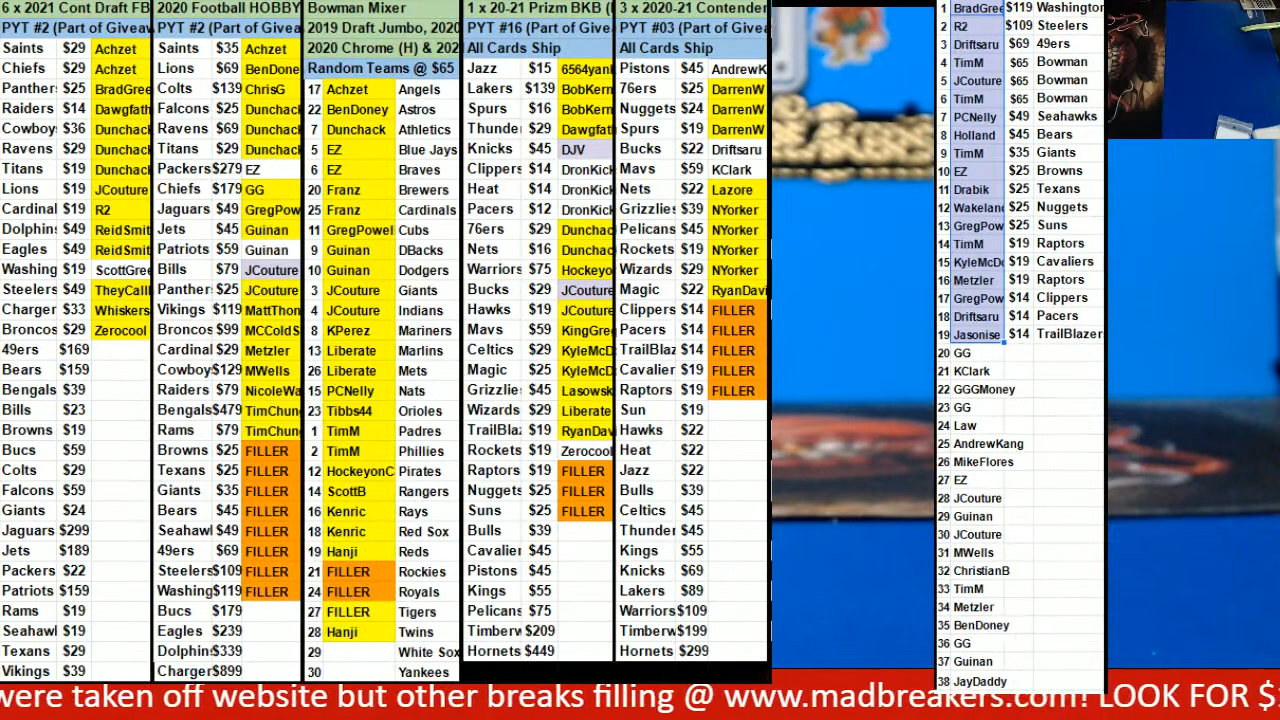 6 x 2021 Cont Draft FB
PYT #2 (Part of Giveav
Saints $29 Achzet
Chiefs $29 Achzet
Panther $25 BradGree
Raiders $14 Dawgfath
Cowboy $36 Dunchack
Ravens $29 Dunchack
Titans $19 Dunchack
Lions $19 JCouture
Cardinal $19 R2
Dolphin $49 ReidSmit
Eagles $49 ReidSmit
Washing $19 ScottGree
Steelers $49 TheyCalll
Charger $33 Whiskers
Broncos $29 Zerocool
49ers $169
Bears $159
Bengals $39
Bills $23
Browns $19
Bucs $59
Colts $29
Falcons $59
Giants $24
Jaguars $299
Jets $189
Packers $22
Patriots $159
Rams $19
Seahawl $19
Texans $29
Vikings $39
2020 Football HOBBY
PYT #2 (Part of Giveav
Saints $35 Achzet
Lions $69 BenDone
Colts $139 ChrisG
Falcons $25 Dunchack
Ravens $69 Dunchack
Titans $29 Dunchack
Packers $279 EZ
Chiefs $179 GG
Jaguars $49 GregPow
Jets $45 Guinan
Patriots $59 Guinan
Bills $79 JCouture
Panther $25 JCouture
Vikings $119 MattThon
Broncos $99 MCColdS
Cardinal $29 Metzler
Cowboy $129 MWells
Raiders $79 NicoleWa
Bengals $479 TimChung
Rams $79 TimChung
Browns $25 FILLER
Texans $25 FILLER
Giants $35 FILLER
Bears $45 FILLER
Seahawl $49 FILLER
49ers $69 FILLER
Steelers $109 FILLER
Washing $119 FILLER
Bucs $179
Eagles $239
Dolphin $339
Charger $899
Bowman Mixer
2019 Draft Jumbo, 2020
2020 Chrome (H) & 202
Random Teams @ $65
17 Achzet Angels
22 BenDoney Astros
7 Dunchack Athletics
5 EZ Blue Jays
6 EZ Braves
20 Franz Brewers
25 Franz Cardinals
11 GregPowel Cubs
9 Guinan DBacks
10 Guinan Dodgers
3 JCouture Giants
4 JCouture Indians
8 KPerez Mariners
13 Liberate Marlins
26 Liberate Mets
15 PCNelly Nats
23 Tibbs44 Orioles
1 TimM Padres
2 TimM Phillies
12 HockeyonC Pirates
14 ScottB Rangers
16 Kenric Rays
18 Kenric Red Sox
19 Hanji Reds
21 FILLER Rockies
24 FILLER Royals
27 FILLER Tigers
28 Hanji Twins
29 White Sox
30 Yankees
1 x 20-21 Prizm BKB (
PYT #16 (Part of Givea
All Cards Ship
Jazz $15 6564yanl
Lakers $139 BobKern
Spurs $16 BobKern
Thunde $29 Dawgfatl
Knicks $45 DJV
Clippers $14 DronKick
Heat $14 DronKick
Pacers $12 DronKick
76ers $29 Dunchac
Nets $16 Dunchac
Warriors $75 Hockeyo
Bucks $29 JCouture
Hawks $19 JCouture
Mavs $59 KingGreg
Celtics $29 KyleMcD
Magic $25 KyleMcD
Grizzlie $45 Lasowsk
Wizards $29 Liberate
TrailBla $19 RyanDav
Rockets $19 Zerocool
Raptors $19 FILLER
Nuggets $25 FILLER
Suns $25 FILLER
Bulls $39
Cavalier $45
Pistons $45
Kings $55
Pelicans $75
Timberw $209
Hornets $449
3 x 2020-21 Contender
PYT #03 (Part of Givea
All Cards Ship
Pistons $45 AndrewK
76ers $25 DarrenW
Nuggets $24 DarrenW
Spurs $19 DarrenW
Bucks $22 Driftsaru
Mavs $59 KClark
Nets $22 Lazore
Grizzlies $39 NYorker
Pelicans $45 NYorker
Rockets $19 NYorker
Wizards $29 NYorker
Magic $22 RyanDavi
Clippers $14 FILLER
Pacers $14 FILLER
TrailBlaz $14 FILLER
Cavalier $19 FILLER
Raptors $19 FILLER
Sun $19
Hawks $22
Heat $22
Jazz $22
Bulls $39
Celtics $45
Thunder $45
Kings $55
Knicks $69
Lakers $89
Warriors $109
Timberw $199
Hornets $299
1 BradGree $119 Washington
2 R2 $109 Steelers
3 Driftsaru $69 49ers
4 TimM $65 Bowman
5 JCouture $65 Bowman
6 TimM $65 Bowman
7 PCNelly $49 Seahawks
8 Holland $45 Bears
9 TimM $35 Giants
10 EZ $25 Browns
11 Drabik $25 Texans
12 Wakeland $25 Nuggets
13 GregPow $25 Suns
14 TimM $19 Raptors
15 KyleMcDo $19 Cavaliers
16 Metzler $19 Raptors
17 GregPow $14 Clippers
18 Driftsaru $14 Pacers
19 Jasonise $14 TrailBlazers
20 GG
21 KClark
22 GGGMoney
23 GG
24 Law
25 AndrewKang
26 MikeFlores
27 EZ
28 JCouture
29 Guinan
30 JCouture
31 MWells
32 ChristianB
33 TimM
34 Metzler
35 BenDoney
36 GG
37 Guinan
38 JayDaddy
were taken off website but other breaks filling @ www.madbreakers.com! LOOK FOR $